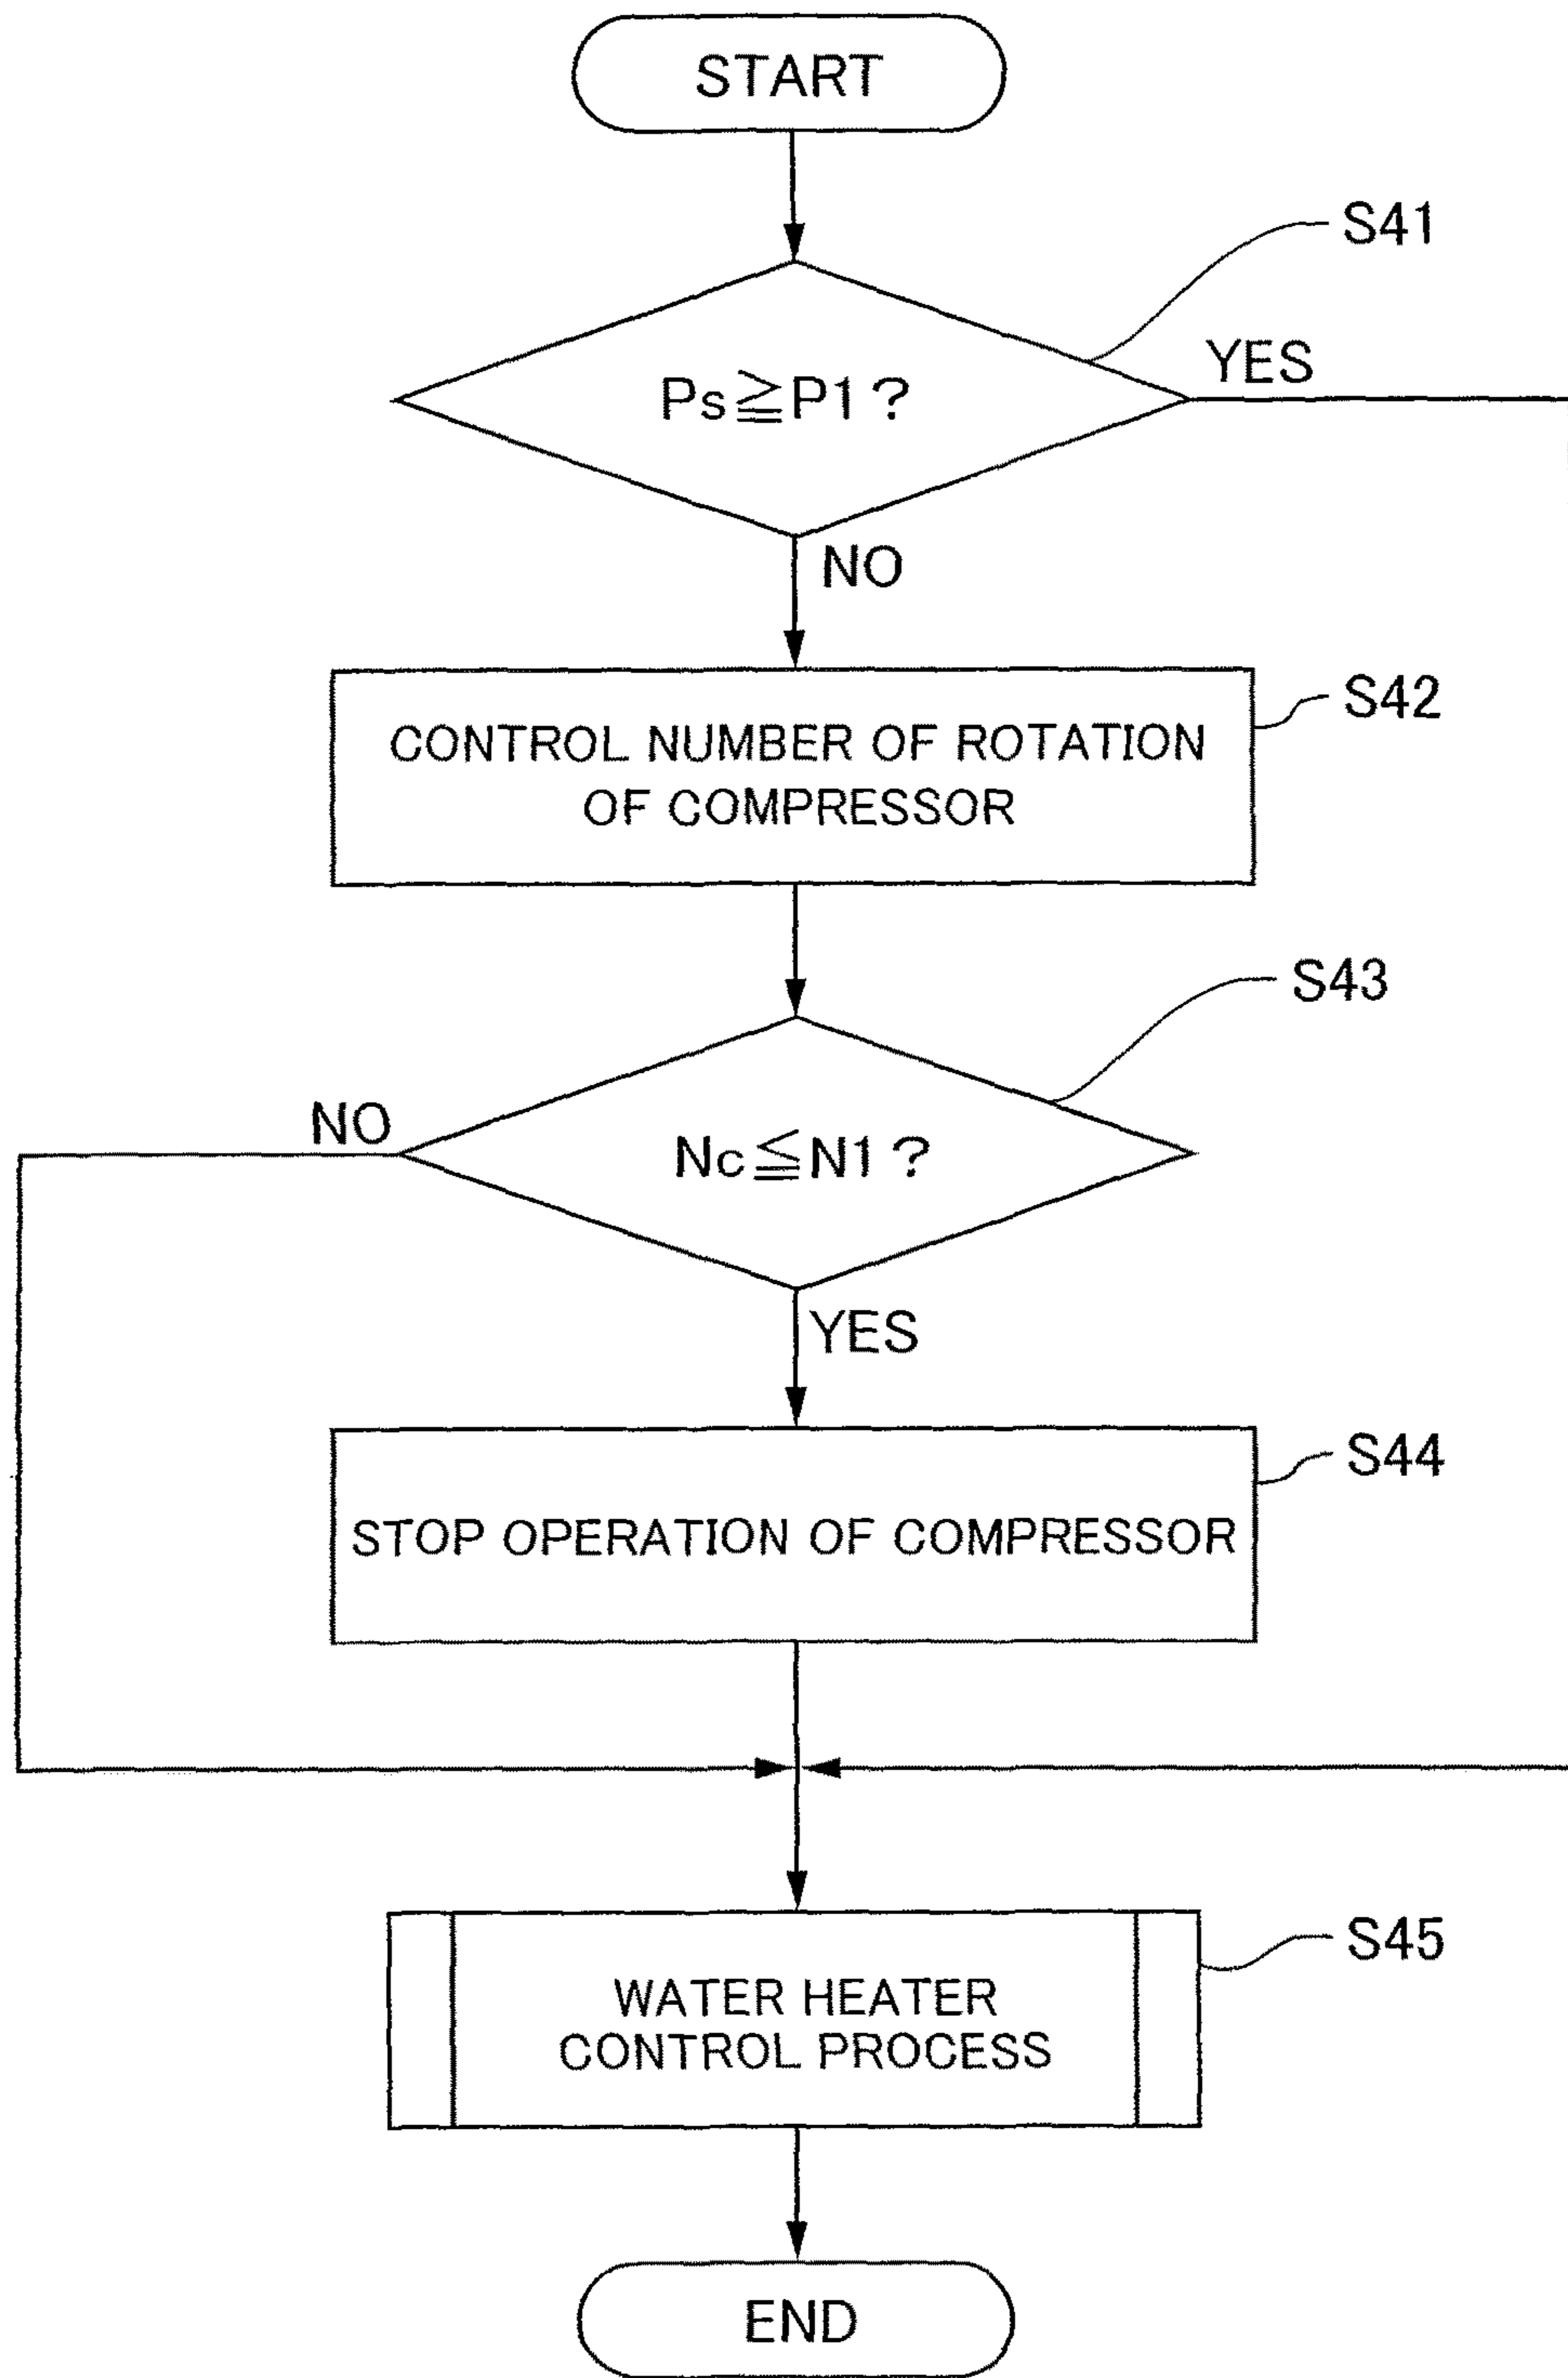 START
S41
Ps≧P1?
YES
NO
S42
CONTROL NUMBER OF ROTATION
OF COMPRESSOR
S43
NO
Nc≦N1?
YES
S44
STOP OPERATION OF COMPRESSOR
S45
WATER HEATER
CONTROL PROCESS
END